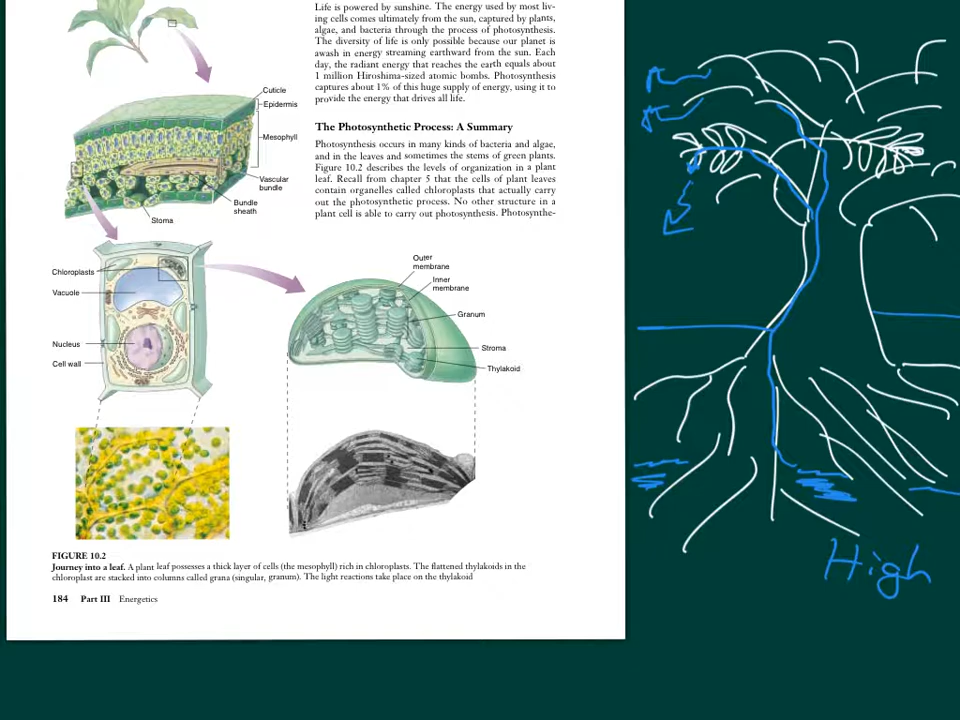 Life is powered by sunshine. The energy used by most liv-
ing cells comes ultimately from the sun, captured by plants,
algae, and bacteria through the process of photosynthesis.
The diversity of life is only possible because our planet is
awash in energy streaming earthward from the sun. Each
day, the radiant energy that reaches the earth equals about
1 million Hiroshima-sized atomic bombs. Photosynthesis
captures about 1% of this huge supply of energy, using it to
provide the energy that drives all life.
The Photosynthetic Process: A Summary
Photosynthesis occurs in many kinds of bacteria and algae,
and in the leaves and sometimes the stems of green plants.
Figure 10.2 describes the levels of organization in a plant
leaf. Recall from chapter 5 that the cells of plant leaves
contain organelles called chloroplasts that actually carry
out the photosynthetic process. No other structure in a
plant cell is able to carry out photosynthesis. Photosynthe-
Cuticle
Epidermis
Mesophyll
Vascular
bundle
Bundle
sheath
Stoma
Chloroplasts
Vacuole
Nucleus
Cell wall
Outer
membrane
Inner
membrane
Granum
Stroma
Thylakoid
FIGURE 10.2
Journey into a leaf. A plant leaf possesses a thick layer of cells (the mesophyll) rich in chloroplasts. The flattened thylakoids in the
chloroplast are stacked into columns called grana (singular, granum). The light reactions take place on the thylakoid
184 Part III Energetics
High